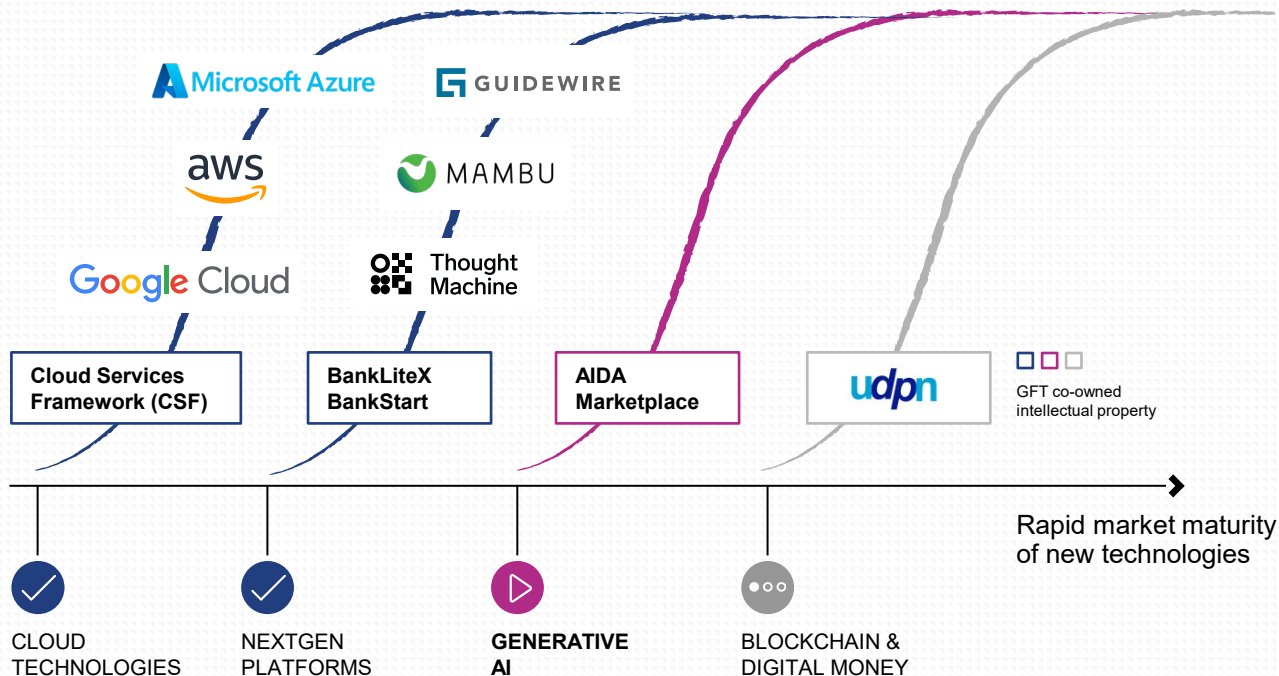 Microsoft Azure
GUIDEWIRE
aws
MAMBU
Google Cloud
Thought
Machine
Cloud Services
Framework (CSF)
BankLiteX
BankStart
AIDA
Marketplace
udpn
GFT co-owned
intellectual property
Rapid market maturity
of new technologies
CLOUD
TECHNOLOGIES
NEXTGEN
PLATFORMS
GENERATIVE
AI
BLOCKCHAIN &
DIGITAL MONEY